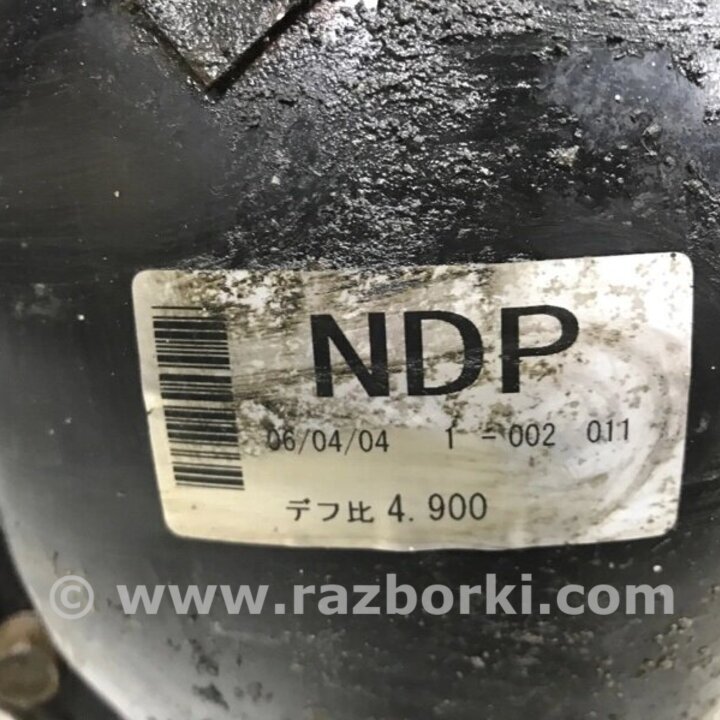 NDP
06/04/04 1 - 002 011
デフ比 4.900
© www.razborki.com